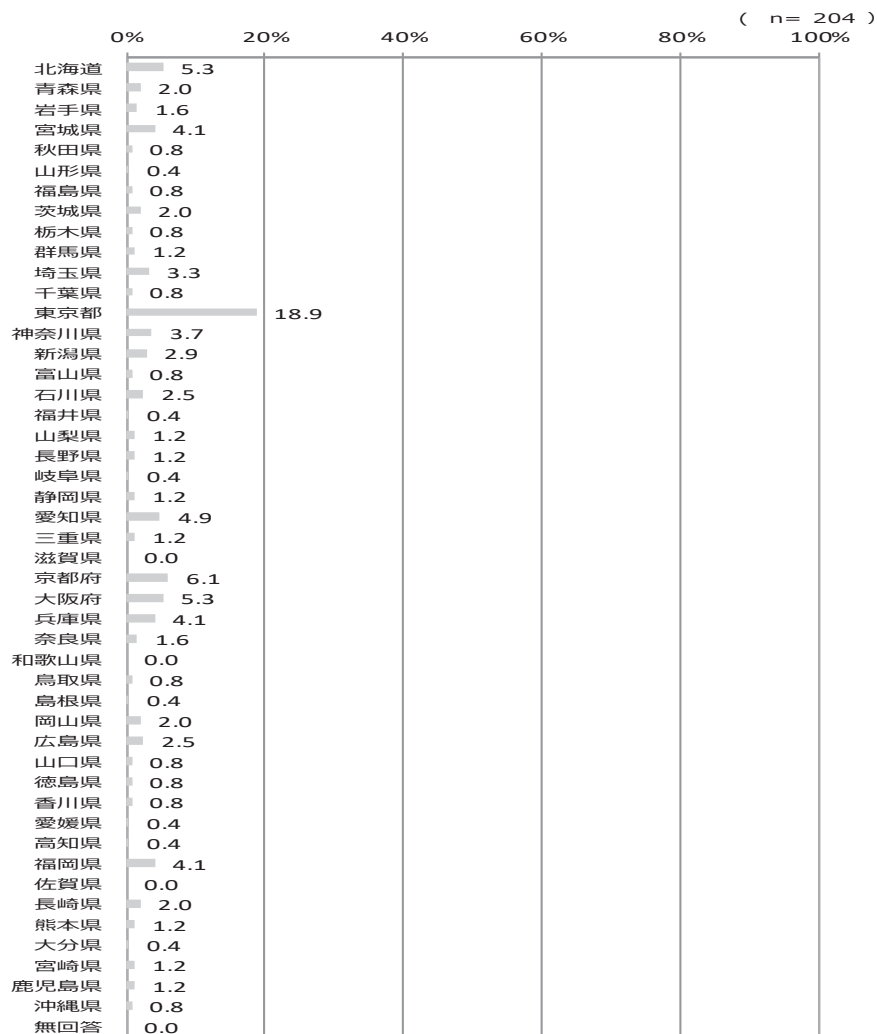 ( n= 204 )
0% 20% 40% 60% 80% 100%
北海道 5.3
青森県 2.0
岩手県 1.6
宮城県 4.1
秋田県 0.8
山形県 0.4
福島県 0.8
茨城県 2.0
栃木県 0.8
群馬県 1.2
埼玉県 3.3
千葉県 0.8
東京都 18.9
神奈川県 3.7
新潟県 2.9
富山県 0.8
石川県 2.5
福井県 0.4
山梨県 1.2
長野県 1.2
岐阜県 0.4
静岡県 1.2
愛知県 4.9
三重県 1.2
滋賀県 0.0
京都府 6.1
大阪府 5.3
兵庫県 4.1
奈良県 1.6
和歌山県 0.0
鳥取県 0.8
島根県 0.4
岡山県 2.0
広島県 2.5
山口県 0.8
徳島県 0.8
香川県 0.8
愛媛県 0.4
高知県 0.4
福岡県 4.1
佐賀県 0.0
長崎県 2.0
熊本県 1.2
大分県 0.4
宮崎県 1.2
鹿児島県 1.2
沖縄県 0.8
無回答 0.0